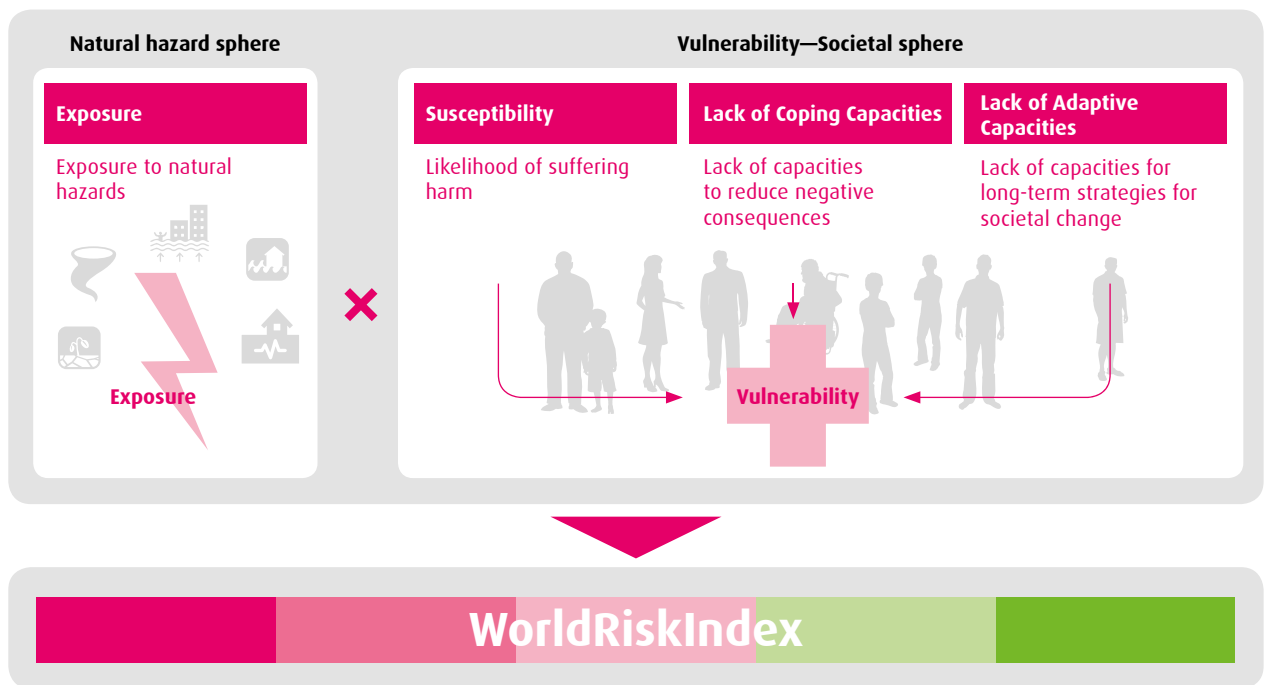 Natural hazard sphere
Vulnerability—Societal sphere
Exposure
Exposure to natural
hazards
Exposure
Susceptibility
Likelihood of suffering
harm
Lack of Coping Capacities
Lack of capacities
to reduce negative
consequences
Lack of Adaptive
Capacities
Lack of capacities for
long-term strategies for
societal change
Vulnerability
WorldRiskIndex